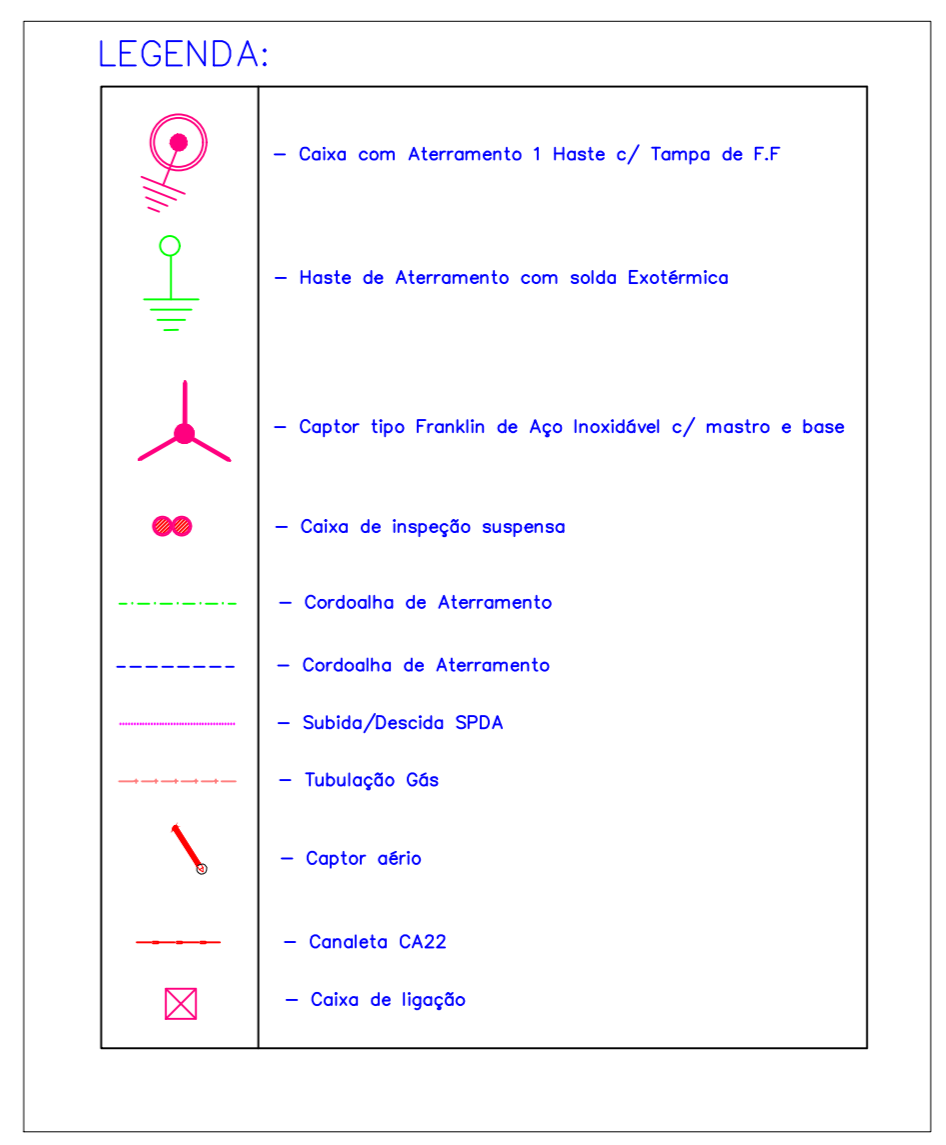 LEGENDA:
– Caixa com Aterramento 1 Haste c/ Tampa de F.F
– Haste de Aterramento com solda Exotérmica
– Captor tipo Franklin de Aço Inoxidável c/ mastro e base
– Caixa de inspeção suspensa
– Cordoalha de Aterramento
– Cordoalha de Aterramento
– Subida/Descida SPDA
– Tubulação Gás
– Captor aério
– Canaleta CA22
– Caixa de ligação